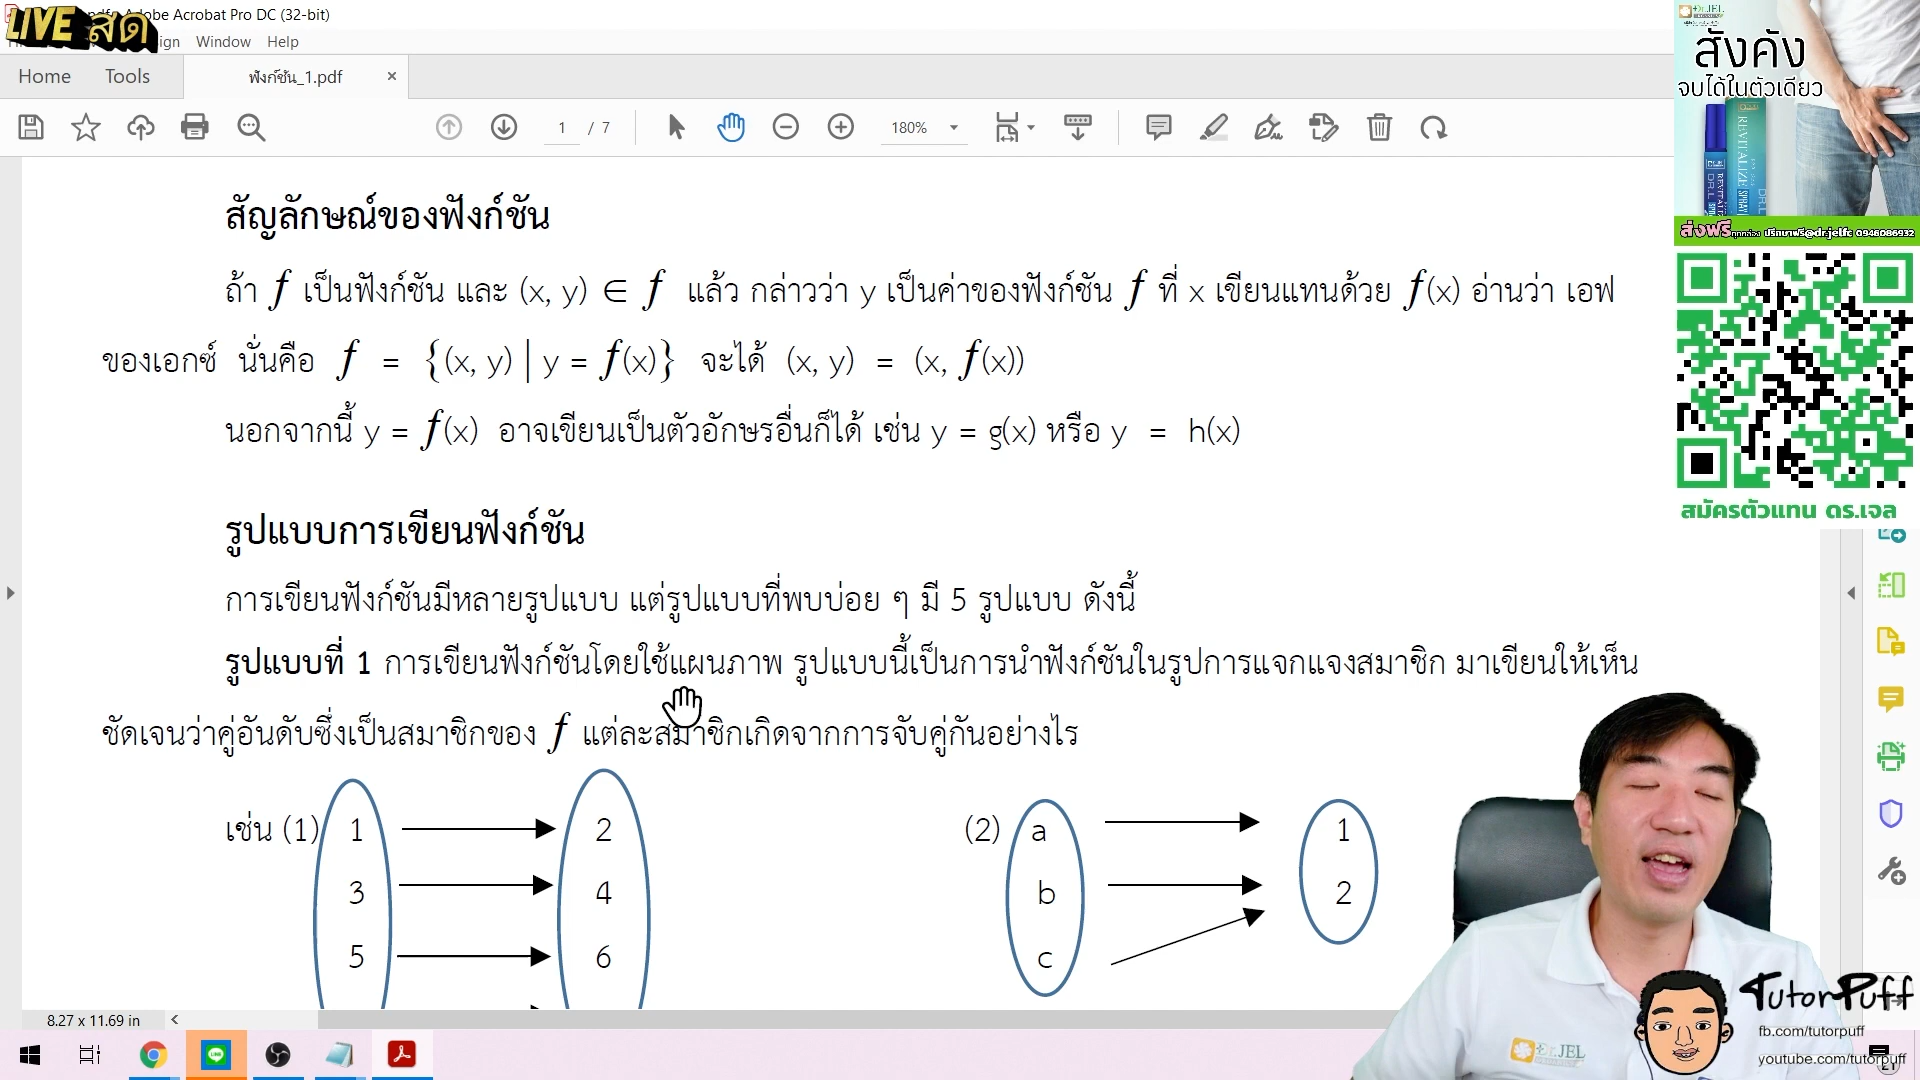 LIVE สด
Adobe Acrobat Pro DC (32-bit)
Window Help
Home Tools ฟังก์ชัน_1.pdf ×
1 / 7 180%
สัญลักษณ์ของฟังก์ชัน
ถ้า f เป็นฟังก์ชัน และ (x, y) ∈ f แล้ว กล่าวว่า y เป็นค่าของฟังก์ชัน f ที่ x เขียนแทนด้วย f(x) อ่านว่า เอฟ
ของเอกซ์ นั่นคือ f = {(x, y) | y = f(x)} จะได้ (x, y) = (x, f(x))
นอกจากนี้ y = f(x) อาจเขียนเป็นตัวอักษรอื่นก็ได้ เช่น y = g(x) หรือ y = h(x)
รูปแบบการเขียนฟังก์ชัน
การเขียนฟังก์ชันมีหลายรูปแบบ แต่รูปแบบที่พบบ่อย ๆ มี 5 รูปแบบ ดังนี้
รูปแบบที่ 1 การเขียนฟังก์ชันโดยใช้แผนภาพ รูปแบบนี้เป็นการนำฟังก์ชันในรูปการแจกแจงสมาชิก มาเขียนให้เห็น
ชัดเจนว่าคู่อันดับซึ่งเป็นสมาชิกของ f แต่ละสมาชิกเกิดจากการจับคู่กันอย่างไร
เช่น (1) 1 2 (2) a 1
3 4 b 2
5 6 c
8.27 x 11.69 in
สังคัง
จบได้ในตัวเดียว
REVITALIZE SPRAY
ส่งฟรีทุกกล่อง ปรึกษาฟรี@dr.jelfc 0946086932
สมัครตัวแทน ดร.เจล
Dr.JEL
TutorPuff
fb.com/tutorpuff
youtube.com/tutorpuff